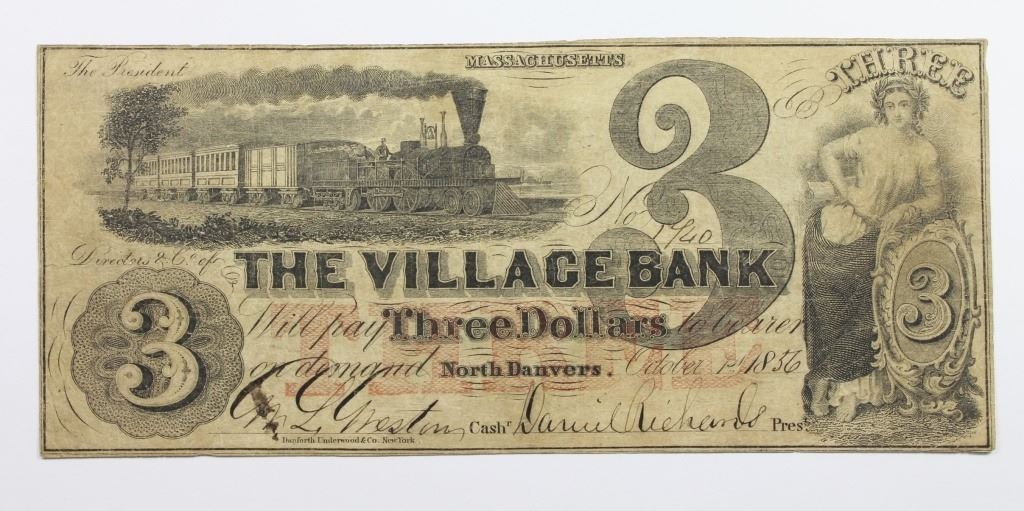 The President
MASSACHUSETTS
3
THREE
No
1940
Directors & Co. of
THE VILLAGE BANK
3
3
Will pay Three Dollars to bearer
THREE
on demand North Danvers. October 1st 1856
Wm L. Weston, Cashr Daniel Richards Prest
Danforth Underwood & Co. New York